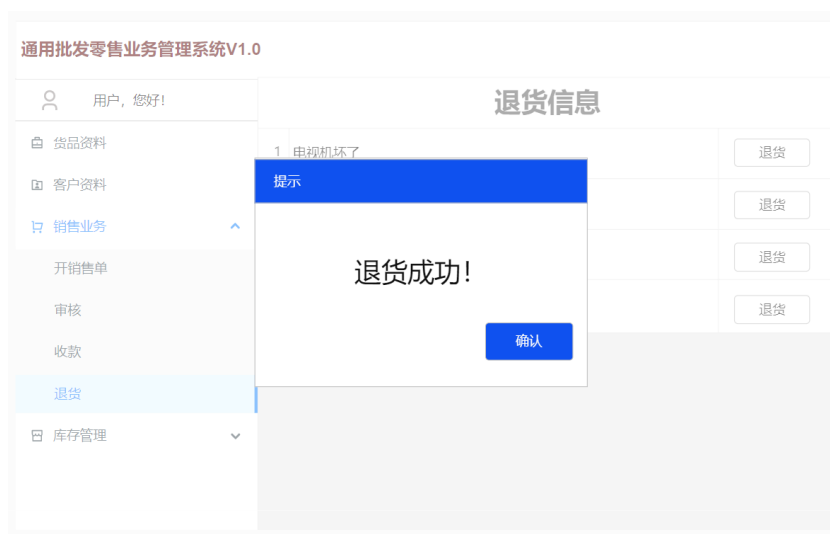 通用批发零售业务管理系统V1.0
用户，您好！
货品资料
客户资料
销售业务
开销售单
审核
收款
退货
库存管理
退货信息
1 电视机坏了 退货
退货
退货
退货
提示
退货成功！
确认